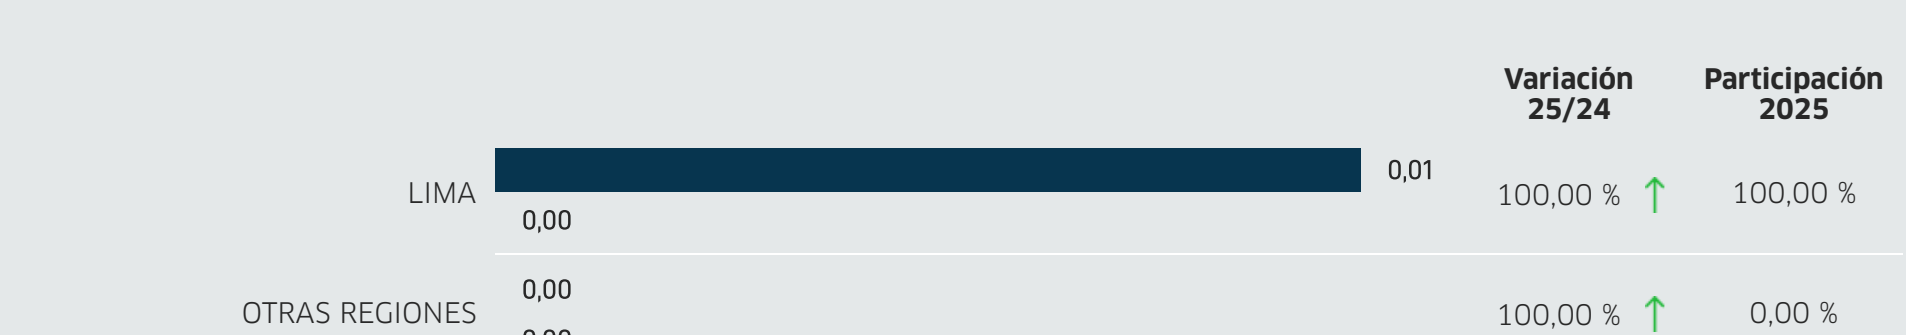 Variación Participación
25/24 2025
LIMA 0,01 100,00 % 100,00 %
0,00
0,00
OTRAS REGIONES 100,00 % 0,00 %